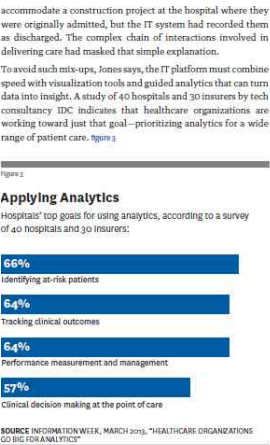 accommodate a construction project at the hospital where they
were originally admitted, but the IT system had recorded them
as discharged. The complex chain of interactions involved in
delivering care had masked that simple explanation.
To avoid such mix-ups, Jones says, the IT platform must combine
speed with visualization tools and guided analytics that can turn
data into insight. A study of 40 hospitals and 30 insurers by tech
consultancy IDC indicates that healthcare organizations are
working toward just that goal—prioritizing analytics for a wide
range of patient care. figure 3
Figure 3
Applying Analytics
Hospitals' top goals for using analytics, according to a survey
of 40 hospitals and 30 insurers:
66%
Identifying at-risk patients
64%
Tracking clinical outcomes
64%
Performance measurement and management
57%
Clinical decision making at the point of care
SOURCE INFORMATION WEEK, MARCH 2013, "HEALTHCARE ORGANIZATIONS
GO BIG FOR ANALYTICS"